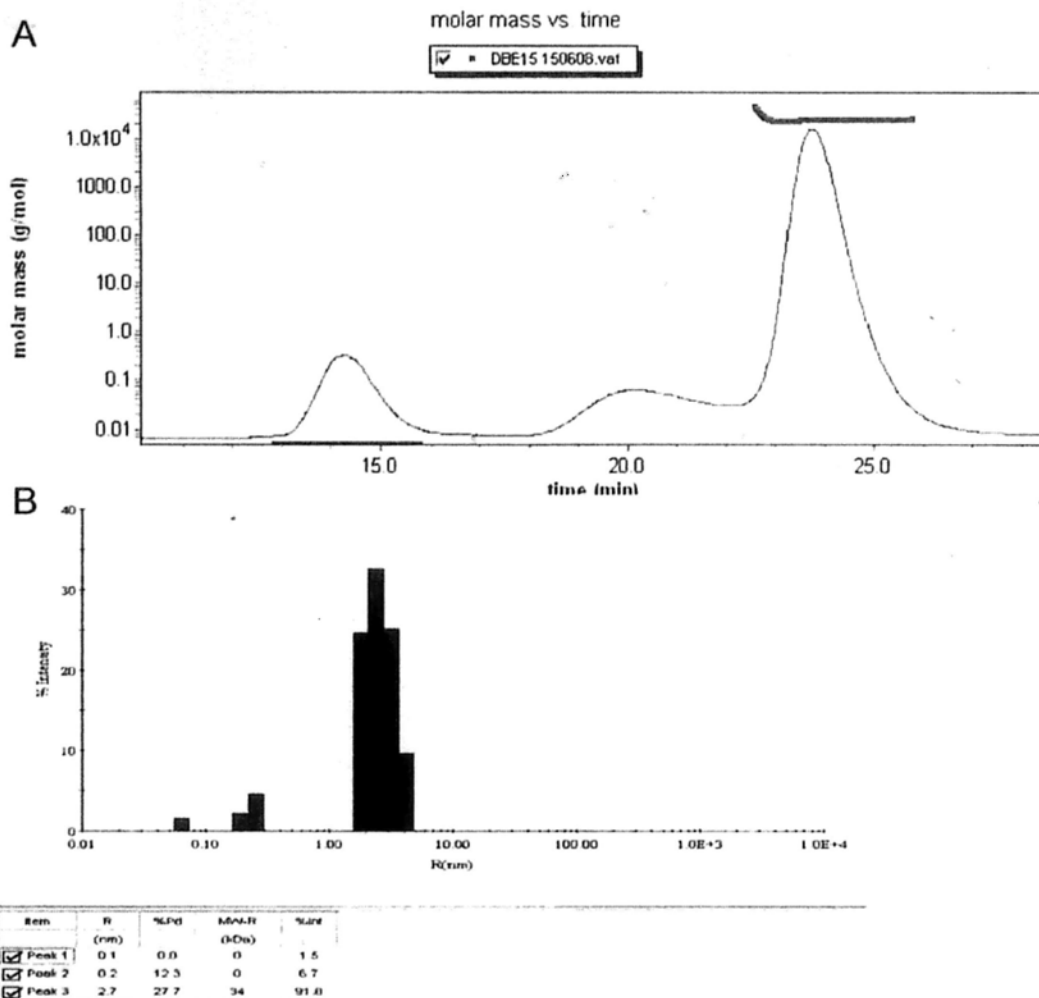 A
molar mass vs time
DBE15 150608.vat
molar mass (g/mol)
1.0x10⁴
1000.0
100.0
10.0
1.0
0.1
0.01
15.0 20.0 25.0
time (min)
B
% Intensity
40
30
20
10
0
0.01 0.10 1.00 10.00 100.00 1.0E+3 1.0E+4
R(nm)
Item R %Pd MW-R %Int
(nm) (kDa)
Peak 1 0.1 0.0 0 1.5
Peak 2 0.2 12.3 0 6.7
Peak 3 2.7 27.7 34 91.8